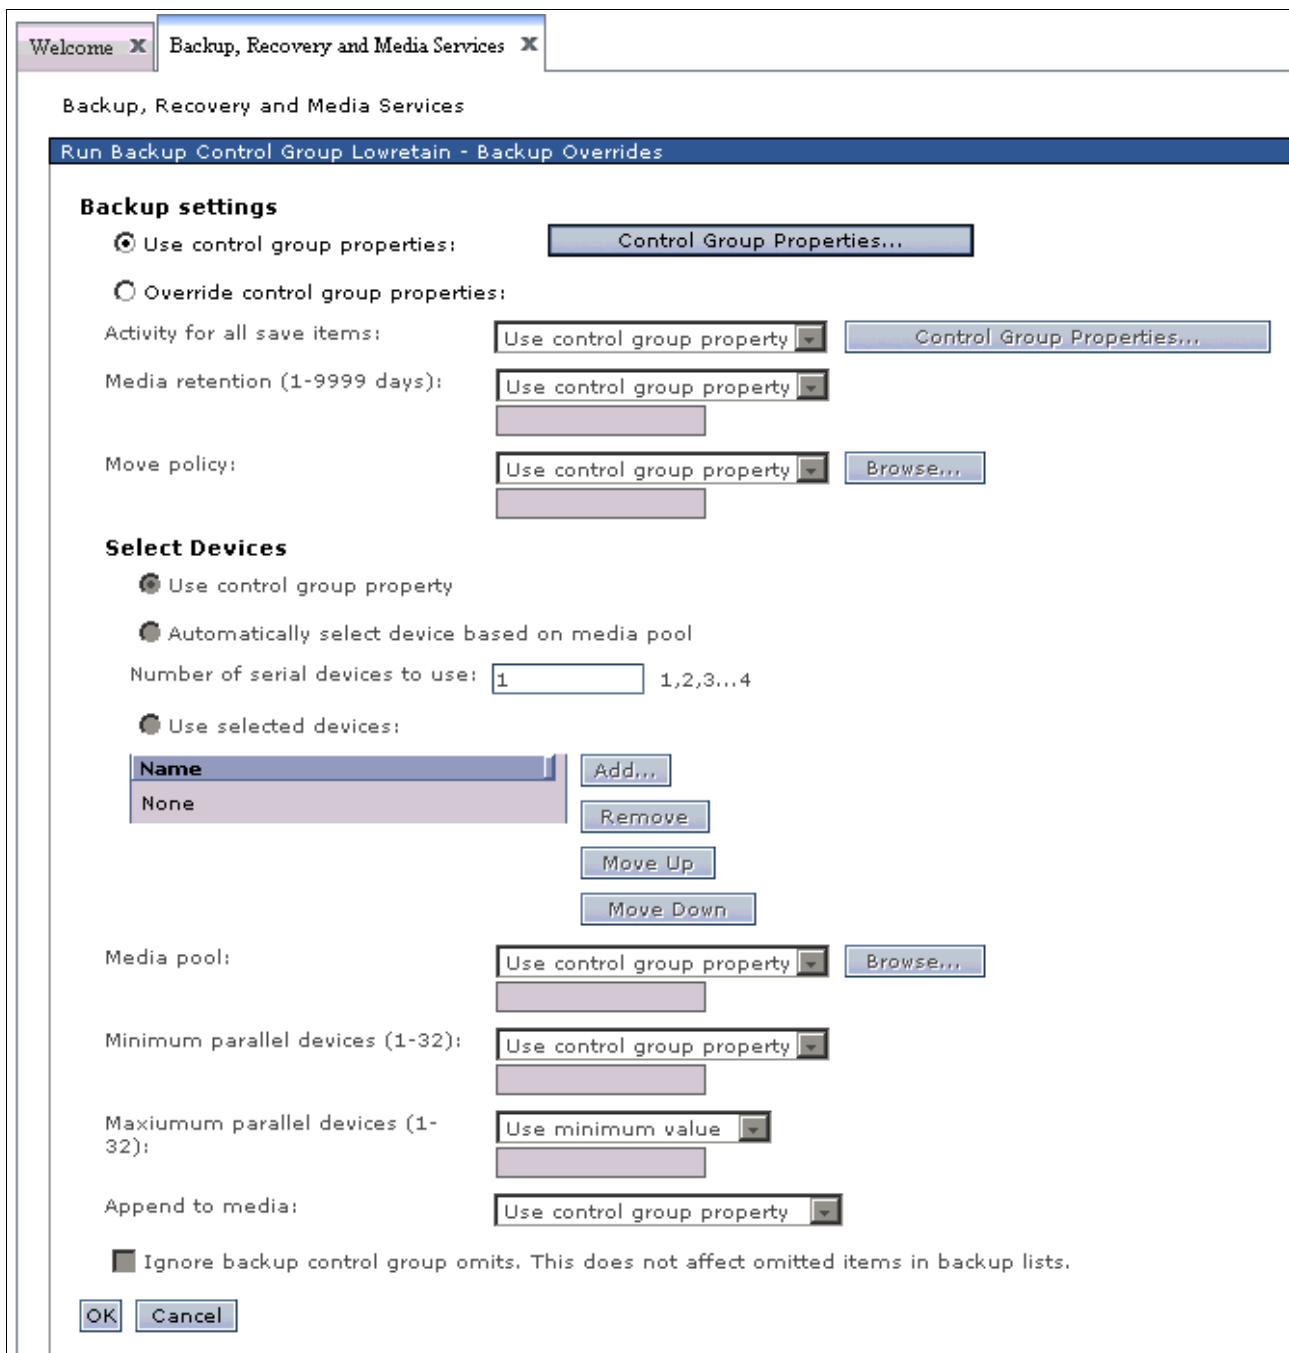 Welcome X Backup, Recovery and Media Services X
Backup, Recovery and Media Services
Run Backup Control Group Lowretain - Backup Overrides
Backup settings
Use control group properties: Control Group Properties...
Override control group properties:
Activity for all save items: Use control group property Control Group Properties...
Media retention (1-9999 days): Use control group property
Move policy: Use control group property Browse...
Select Devices
Use control group property
Automatically select device based on media pool
Number of serial devices to use: 1 1,2,3...4
Use selected devices:
Name Add...
None
Remove
Move Up
Move Down
Media pool: Use control group property Browse...
Minimum parallel devices (1-32): Use control group property
Maxiumum parallel devices (1- Use minimum value
32):
Append to media: Use control group property
Ignore backup control group omits. This does not affect omitted items in backup lists.
OK Cancel